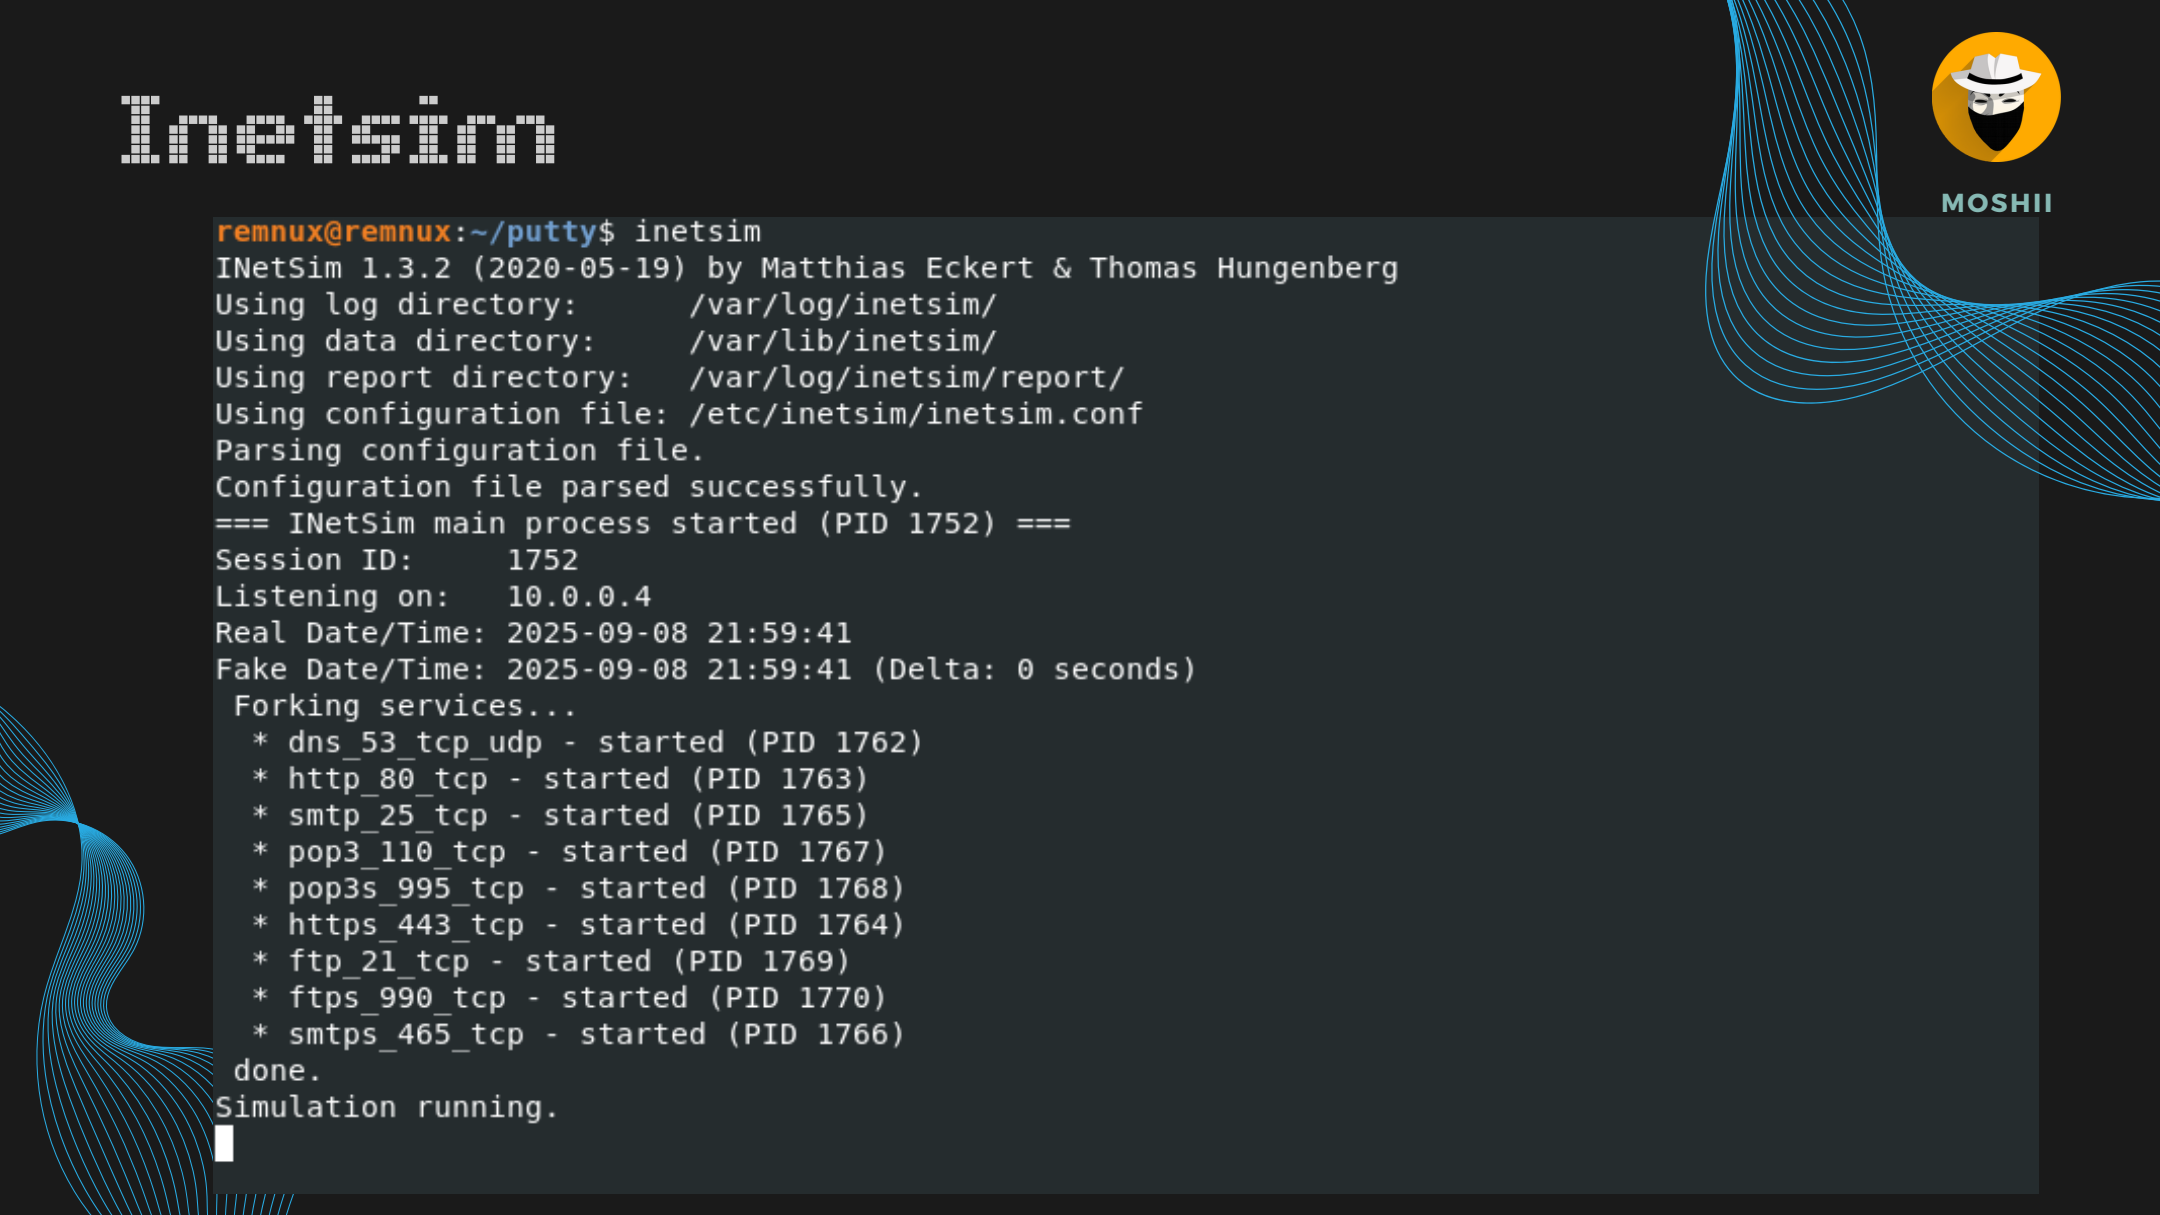 Inetsim
MOSHII
remnux@remnux:~/putty$ inetsim
INetSim 1.3.2 (2020-05-19) by Matthias Eckert & Thomas Hungenberg
Using log directory:      /var/log/inetsim/
Using data directory:     /var/lib/inetsim/
Using report directory:   /var/log/inetsim/report/
Using configuration file: /etc/inetsim/inetsim.conf
Parsing configuration file.
Configuration file parsed successfully.
=== INetSim main process started (PID 1752) ===
Session ID:     1752
Listening on:   10.0.0.4
Real Date/Time: 2025-09-08 21:59:41
Fake Date/Time: 2025-09-08 21:59:41 (Delta: 0 seconds)
 Forking services...
  * dns_53_tcp_udp - started (PID 1762)
  * http_80_tcp - started (PID 1763)
  * smtp_25_tcp - started (PID 1765)
  * pop3_110_tcp - started (PID 1767)
  * pop3s_995_tcp - started (PID 1768)
  * https_443_tcp - started (PID 1764)
  * ftp_21_tcp - started (PID 1769)
  * ftps_990_tcp - started (PID 1770)
  * smtps_465_tcp - started (PID 1766)
 done.
Simulation running.